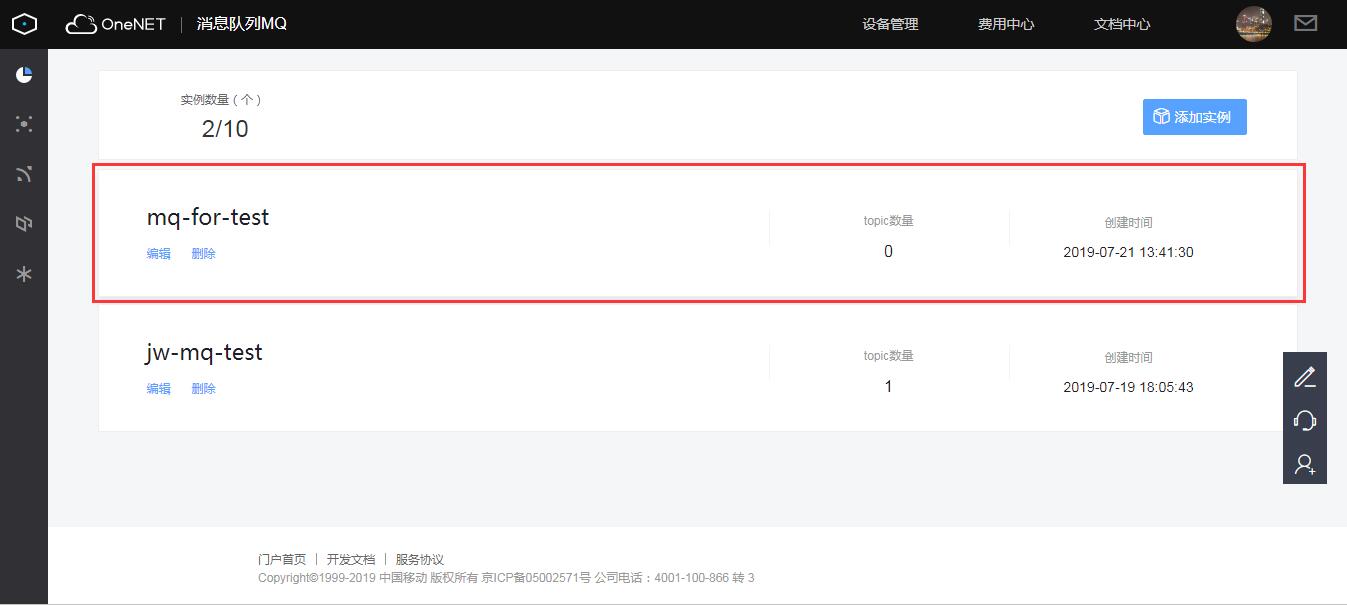 OneNET | 消息队列MQ 设备管理 费用中心 文档中心
实例数量 ( 个 )
2/10
添加实例
mq-for-test
编辑 删除
topic数量
0
创建时间
2019-07-21 13:41:30
jw-mq-test
编辑 删除
topic数量
1
创建时间
2019-07-19 18:05:43
门户首页 | 开发文档 | 服务协议
Copyright©1999-2019 中国移动 版权所有 京ICP备05002571号 公司电话：4001-100-866 转 3